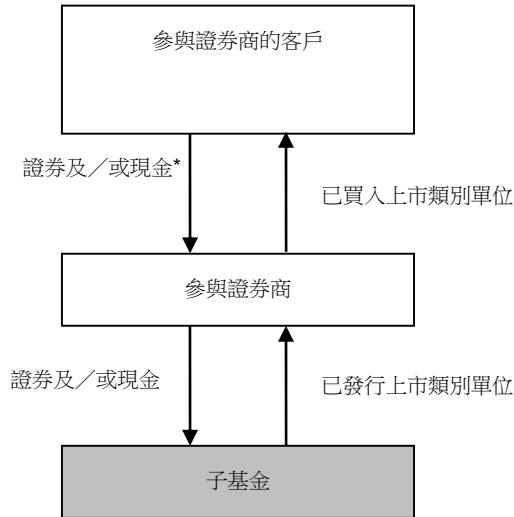 參與證券商的客戶
證券及／或現金*
已買入上市類別單位
參與證券商
證券及／或現金
已發行上市類別單位
子基金